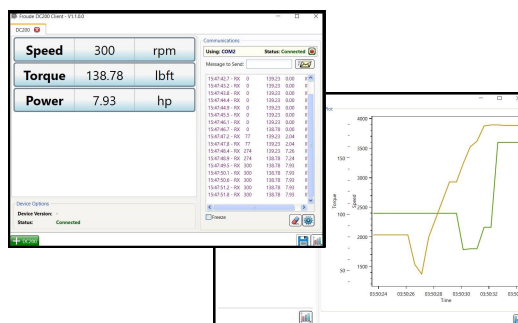 Froude DC200 Client - V1.1.0.0
DC200
Speed 300 rpm
Torque 138.78 lbft
Power 7.93 hp
Device Options
Device Version: -
Status: Connected
+ DC200
Communications
Using: COM2 Status: Connected
Message to Send:
15:47:42.7 - RX 0 139.23 0.00
15:47:43.2 - RX 0 139.23 0.00
15:47:43.8 - RX 0 139.23 0.00
15:47:44.4 - RX 0 139.23 0.00
15:47:44.9 - RX 0 139.23 0.00
15:47:45.5 - RX 0 139.23 0.00
15:47:46.1 - RX 0 139.23 0.00
15:47:46.7 - RX 0 138.78 0.00
15:47:47.2 - RX 77 139.23 2.04
15:47:47.8 - RX 77 139.23 2.04
15:47:48.4 - RX 274 139.23 7.26
15:47:48.9 - RX 274 138.78 7.24
15:47:49.5 - RX 300 138.78 7.93
15:47:50.1 - RX 300 138.78 7.93
15:47:50.6 - RX 300 138.78 7.93
15:47:51.2 - RX 300 138.78 7.93
15:47:51.8 - RX 300 138.78 7.93
Freeze
Plot
4000
3500
3000
2500
2000
1500
150
100
50
Torque
Speed
03:50:24 03:50:26 03:50:28 03:50:30 03:50:32
Time